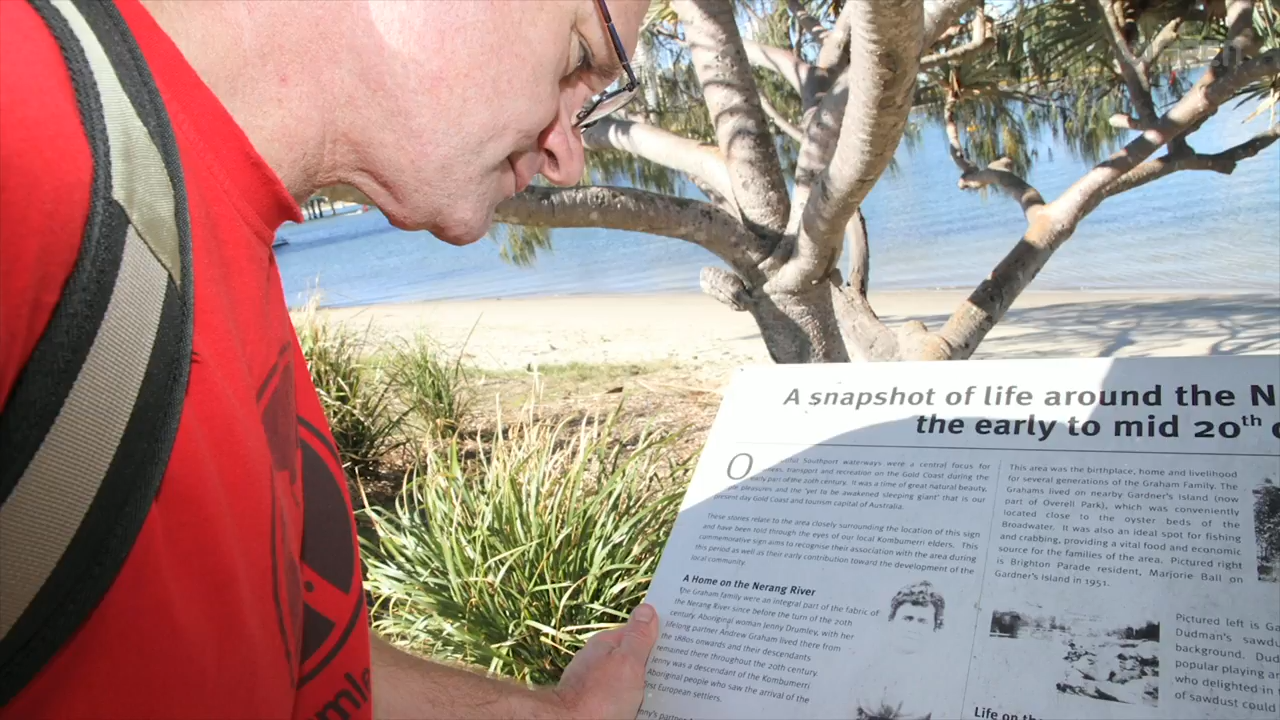 A snapshot of life around the N
the early to mid 20th
Southport waterways were a central focus for
transport and recreation on the Gold Coast during the
early part of the 20th century. It was a time of great natural beauty,
pleasures and the 'yet to be awakened sleeping giant' that is our
present day Gold Coast and tourism capital of Australia.
These stories relate to the area closely surrounding the location of this sign
and have been told through the eyes of our local Kombumerri elders. This
commemorative sign aims to recognise their association with the area during
this period as well as their early contribution toward the development of the
local community.
A Home on the Nerang River
The Graham family were an integral part of the fabric of
the Nerang River since before the turn of the 20th
century. Aboriginal woman Jenny Drumley, with her
lifelong partner Andrew Graham lived there from
the 1880s onwards and their descendants
remained there throughout the 20th century.
Jenny was a descendant of the Kombumerri
Aboriginal people who saw the arrival of the
first European settlers.
This area was the birthplace, home and livelihood
for several generations of the Graham Family. The
Grahams lived on nearby Gardner's Island (now
part of Overell Park), which was conveniently
located close to the oyster beds of the
Broadwater. It was also an ideal spot for fishing
and crabbing, providing a vital food and economic
source for the families of the area. Pictured right
is Brighton Parade resident, Marjorie Ball on
Gardner's Island in 1951.
Pictured left is Ga
Dudman's sawd
background. Dud
popular playing a
who delighted in
of sawdust could
Life on th